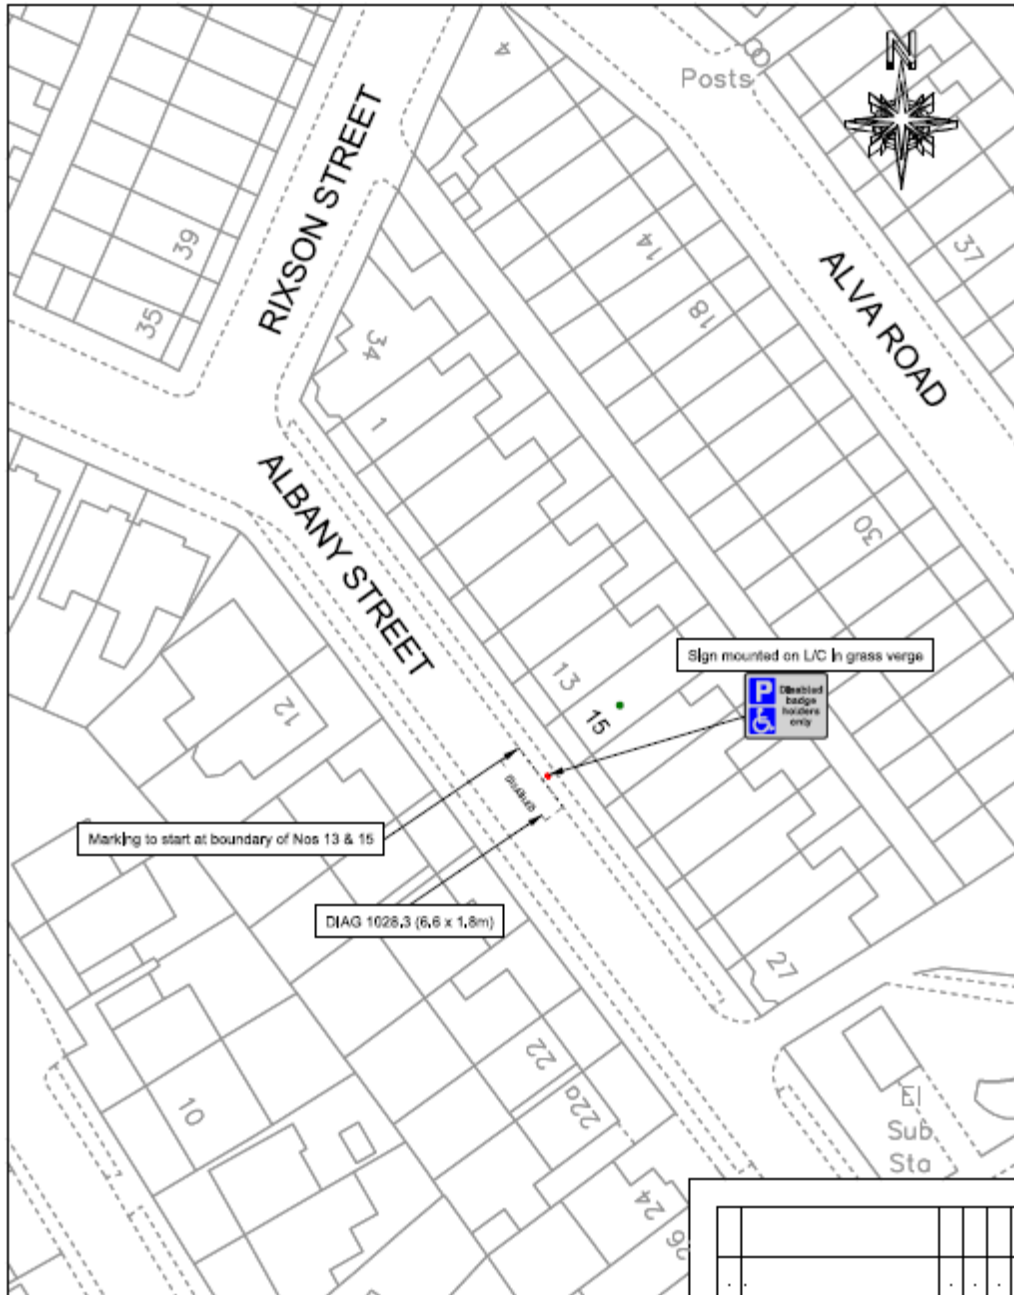 N
4
Posts
RIXSON STREET
39
37
14
ALVA ROAD
35
34
18
1
ALBANY STREET
30
Sign mounted on L/C in grass verge
13
P Disabled
badge
holders
only
12
15
DISABLED
Marking to start at boundary of Nos 13 & 15
DIAG 1028.3 (6.6 x 1.8m)
27
22
22a
10
El
Sub
Sta
24
26